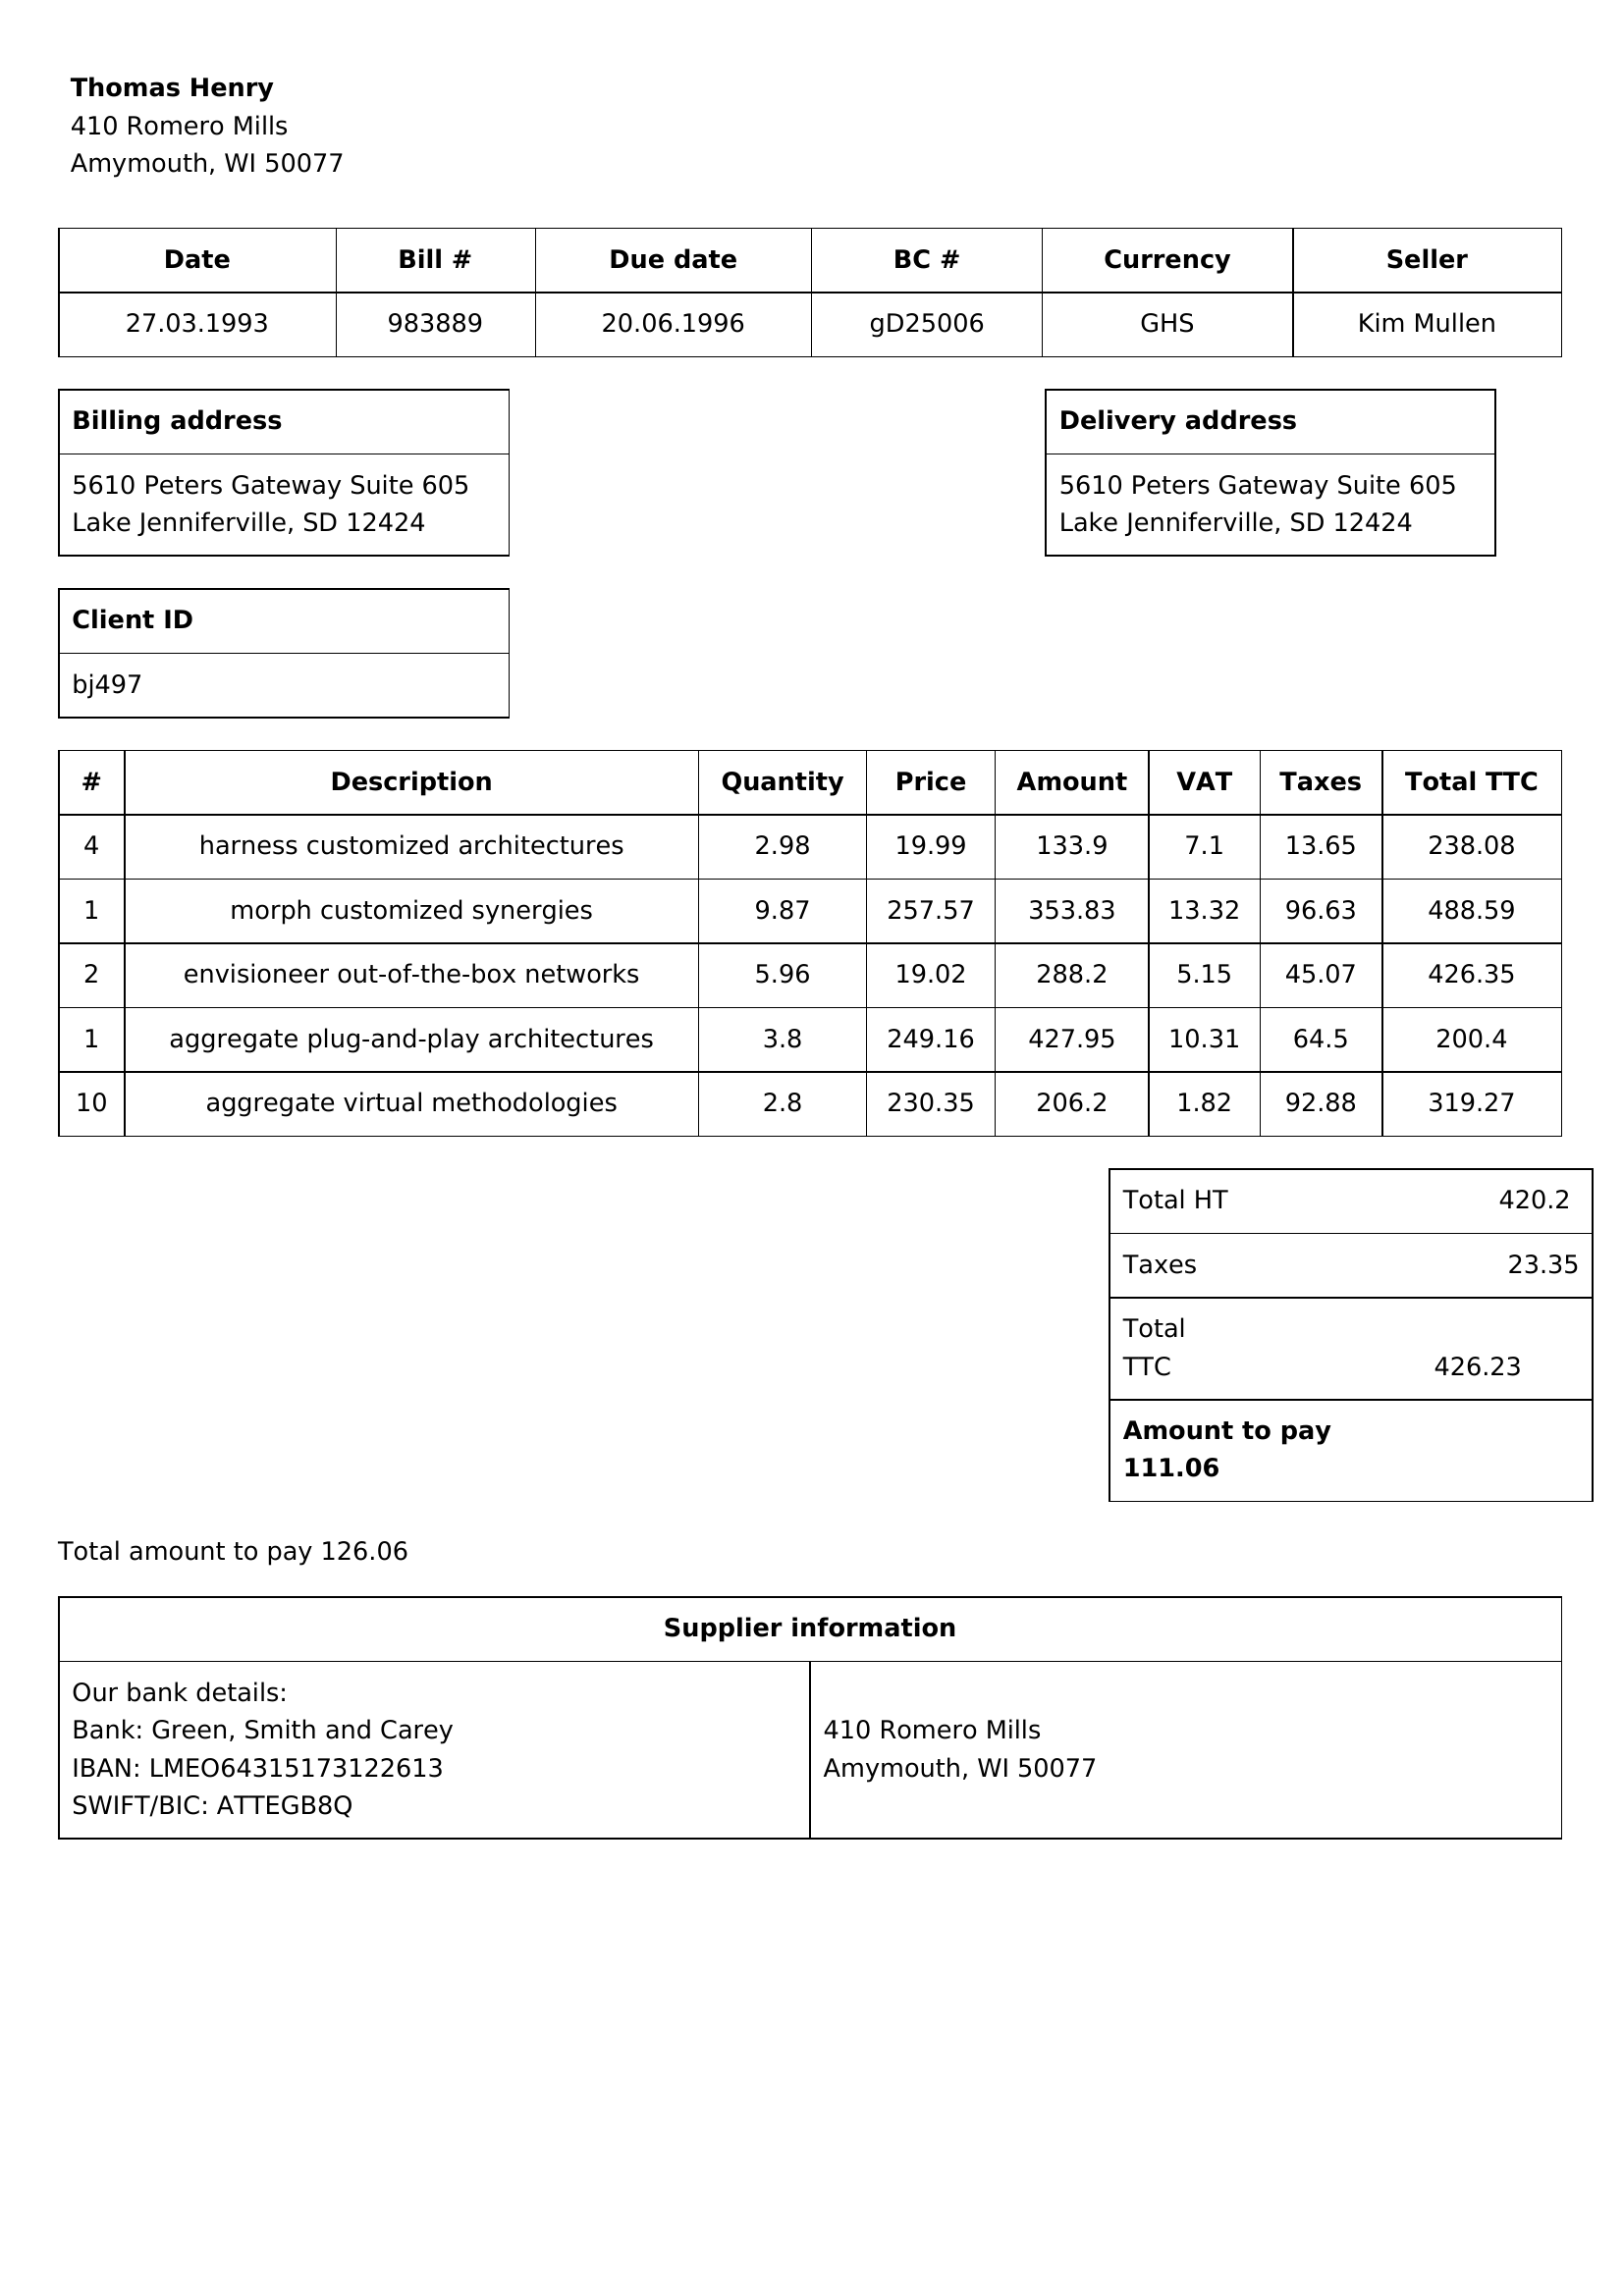 Thomas Henry
410 Romero Mills
Amymouth, WI 50077
Date Bill # Due date BC # Currency Seller
27.03.1993 983889 20.06.1996 gD25006 GHS Kim Mullen
Billing address Delivery address
5610 Peters Gateway Suite 605 5610 Peters Gateway Suite 605
Lake Jenniferville, SD 12424 Lake Jenniferville, SD 12424
Client ID
bj497
# Description Quantity Price Amount VAT Taxes Total TTC
4 harness customized architectures 2.98 19.99 133.9 7.1 13.65 238.08
1 morph customized synergies 9.87 257.57 353.83 13.32 96.63 488.59
2 envisioneer out-of-the-box networks 5.96 19.02 288.2 5.15 45.07 426.35
1 aggregate plug-and-play architectures 3.8 249.16 427.95 10.31 64.5 200.4
10 aggregate virtual methodologies 2.8 230.35 206.2 1.82 92.88 319.27
Total HT 420.2
Taxes 23.35
Total
TTC 426.23
Amount to pay
111.06
Total amount to pay 126.06
Supplier information
Our bank details:
Bank: Green, Smith and Carey 410 Romero Mills
IBAN: LMEO64315173122613 Amymouth, WI 50077
SWIFT/BIC: ATTEGB8Q